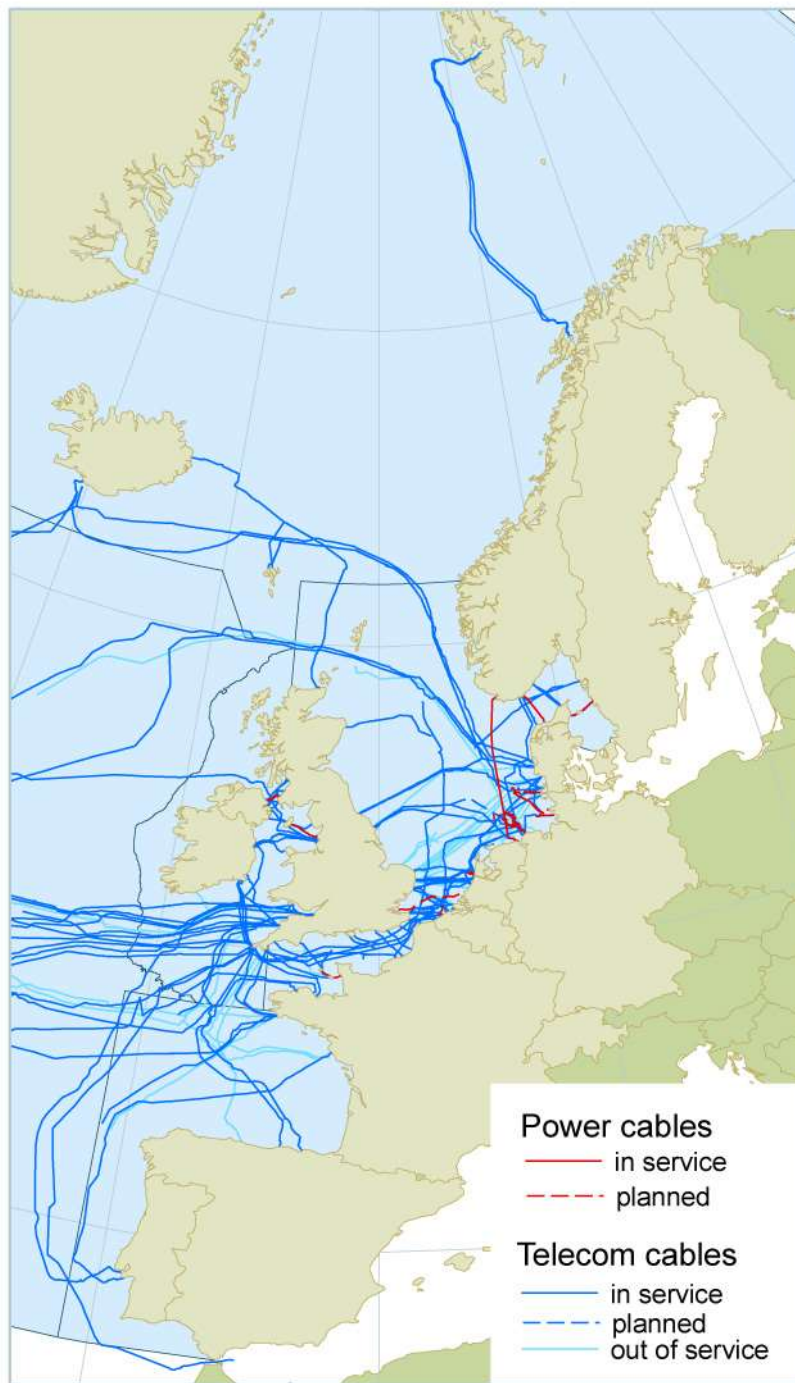 Power cables
in service
planned
Telecom cables
in service
planned
out of service